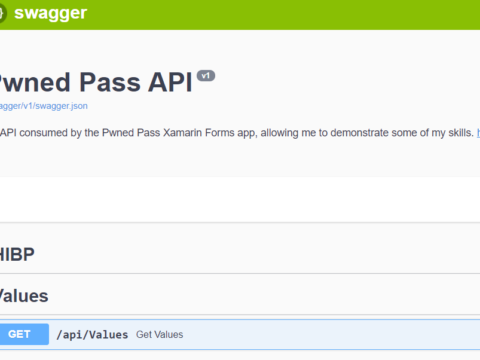 swagger
Pwned Pass API v1
agger/v1/swagger.json
API consumed by the Pwned Pass Xamarin Forms app, allowing me to demonstrate some of my skills.
HIBP
Values
GET /api/Values Get Values